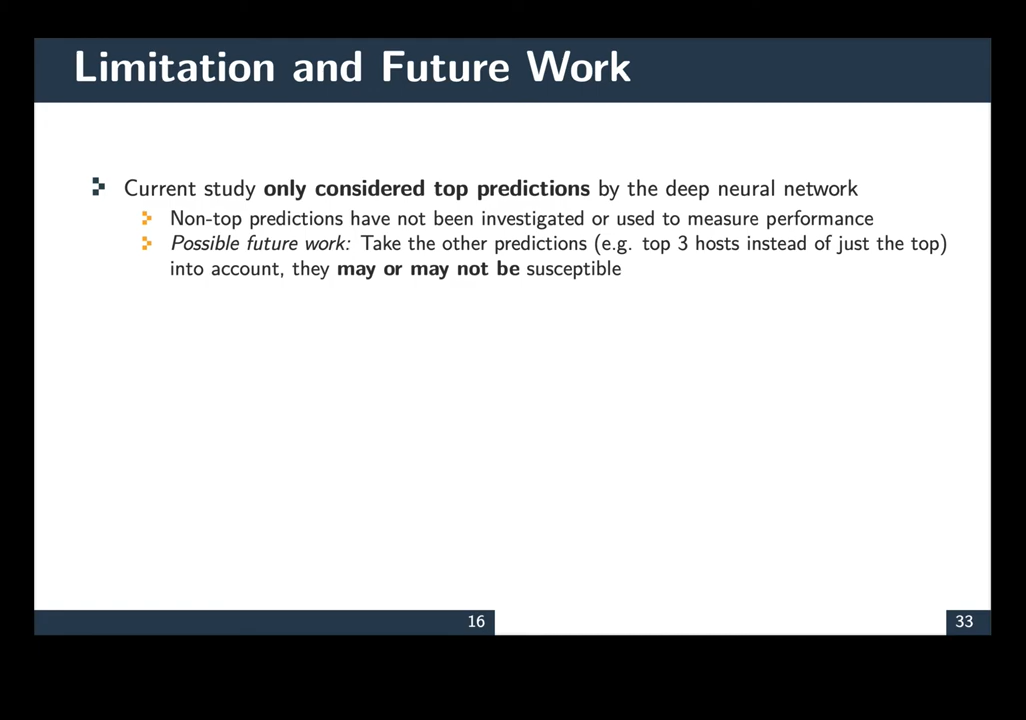 Limitation and Future Work
Current study only considered top predictions by the deep neural network
Non-top predictions have not been investigated or used to measure performance
Possible future work: Take the other predictions (e.g. top 3 hosts instead of just the top)
into account, they may or may not be susceptible
16
33